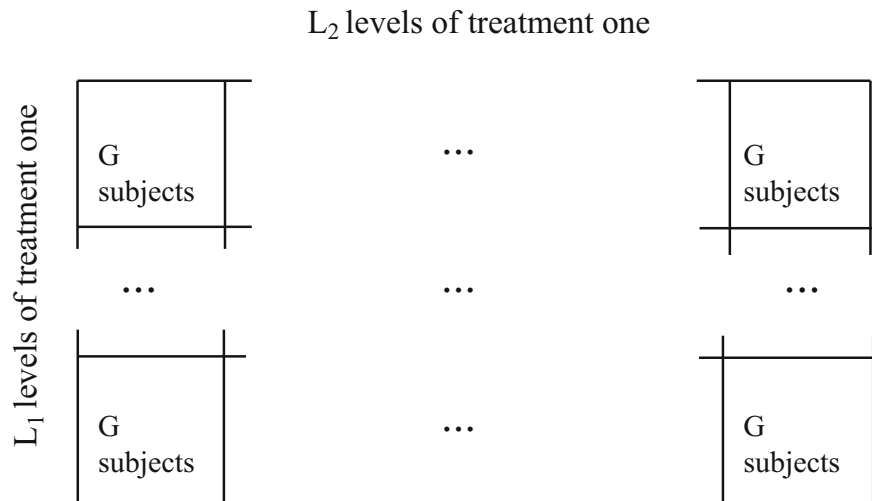 L₂ levels of treatment one
L₁ levels of treatment one
G
subjects
...
G
subjects
...
...
...
G
subjects
...
G
subjects